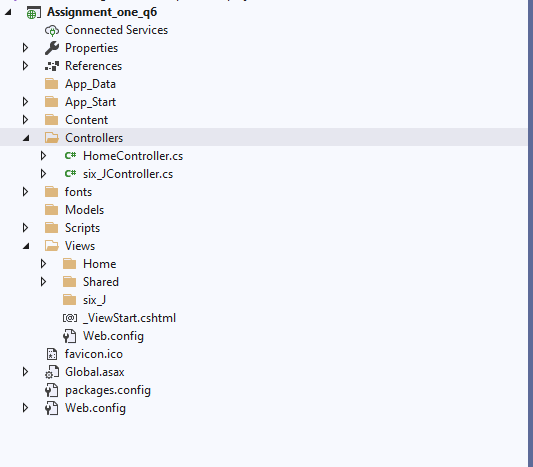 Assignment_one_q6
Connected Services
Properties
References
App_Data
App_Start
Content
Controllers
C# HomeController.cs
C# six_JController.cs
fonts
Models
Scripts
Views
Home
Shared
six_J
[@] _ViewStart.cshtml
Web.config
favicon.ico
Global.asax
packages.config
Web.config